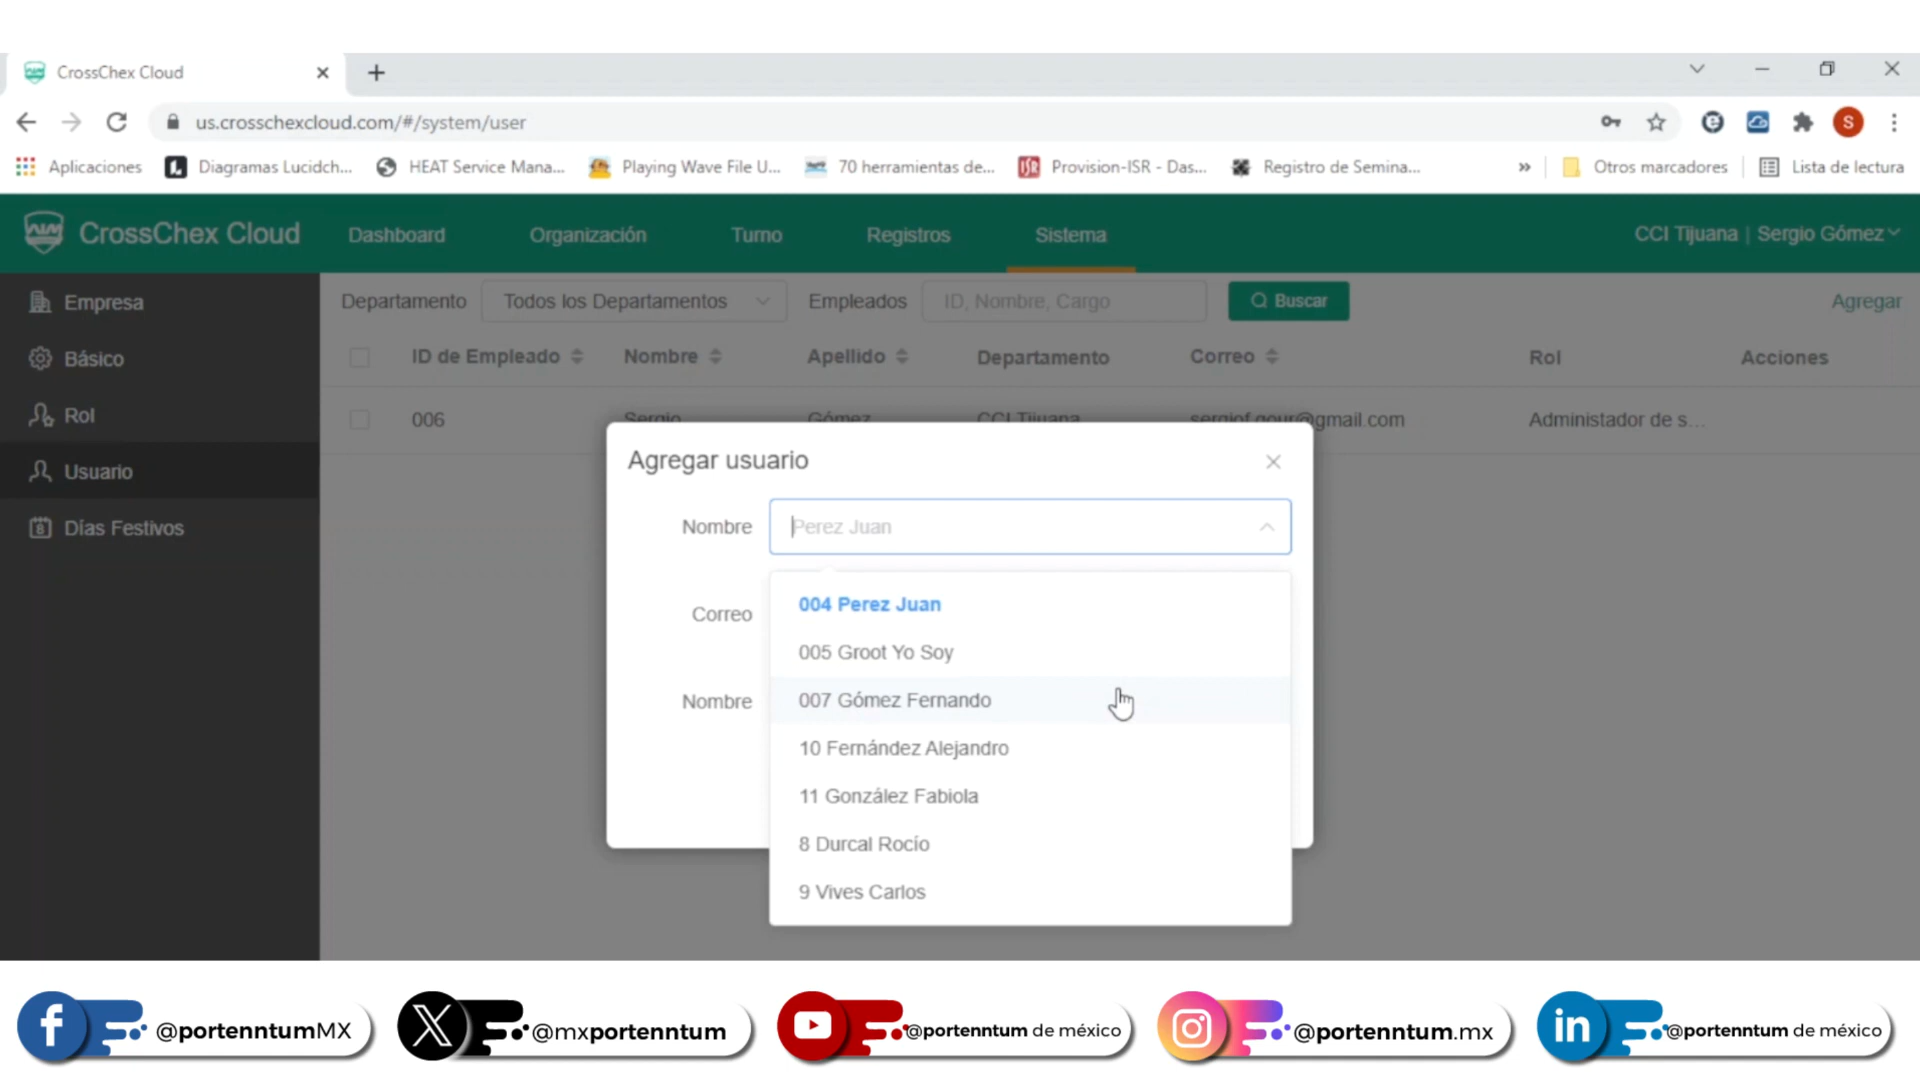 CrossChex Cloud
us.crosschexcloud.com/#/system/user
S
Aplicaciones
Diagramas Lucidch...
HEAT Service Mana...
Playing Wave File U...
70 herramientas de...
ISR
Provision-ISR - Das...
Registro de Semina...
»
Otros marcadores
Lista de lectura
CrossChex Cloud
Dashboard
Organización
Turno
Registros
Sistema
CCI Tijuana | Sergio Gómez
Empresa
Básico
Rol
Usuario
Días Festivos
Departamento
Todos los Departamentos
Empleados
ID, Nombre, Cargo
Buscar
Agregar
ID de Empleado
Nombre
Apellido
Departamento
Correo
Rol
Acciones
006
Sergio
Gómez
CCI Tijuana
sergiof.gour@gmail.com
Administador de s...
Agregar usuario
Nombre
Perez Juan
Correo
Nombre
004 Perez Juan
005 Groot Yo Soy
007 Gómez Fernando
10 Fernández Alejandro
11 González Fabiola
8 Durcal Rocío
9 Vives Carlos
@portenntumMX
@mxportenntum
@portenntum de méxico
@portenntum.mx
in
@portenntum de méxico